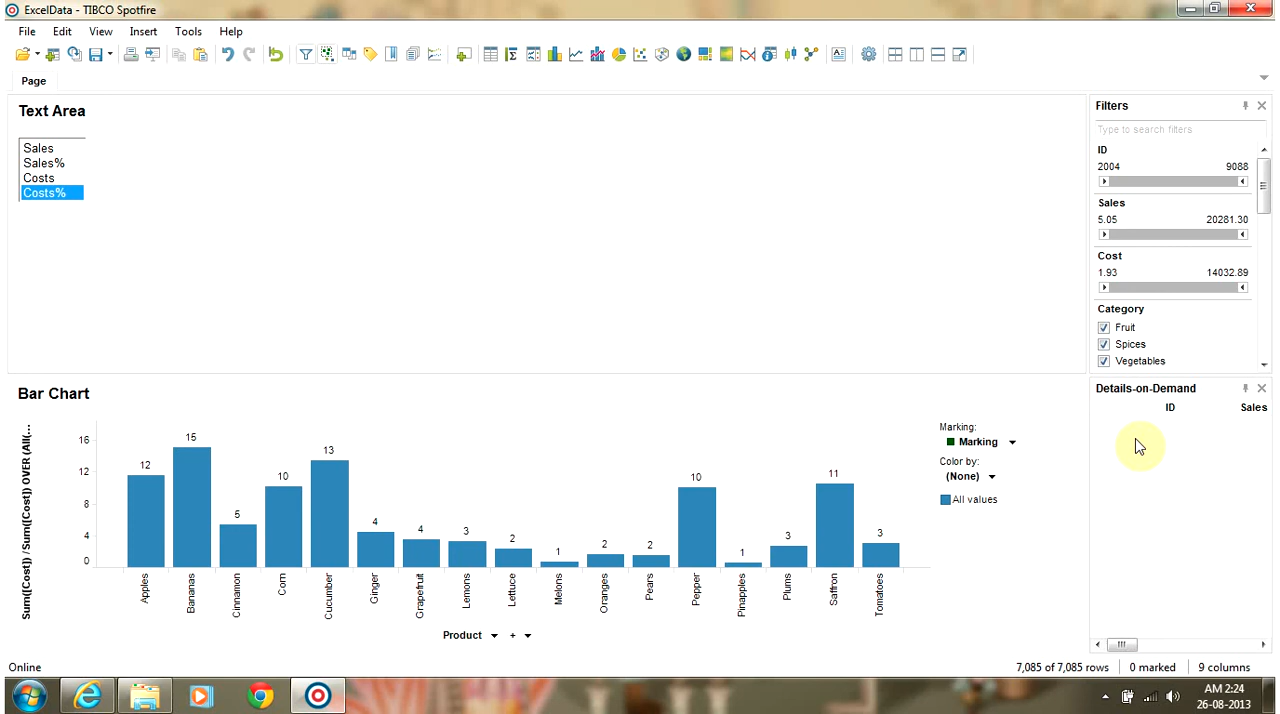 ExcelData - TIBCO Spotfire
File Edit View Insert Tools Help
Page
Text Area
Sales
Sales%
Costs
Costs%
Filters
Type to search filters
ID
2004 9088
Sales
5.05 20281.30
Cost
1.93 14032.89
Category
Fruit
Spices
Vegetables
Bar Chart
Sum([Cost]) / Sum([Cost]) OVER (All(...
16
12
8
4
0
12 15 5 10 13 4 4 3 2 1 2 2 10 1 3 11 3
Apples Bananas Cinnamon Corn Cucumber Ginger Grapefruit Lemons Lettuce Melons Oranges Pears Pepper Pinapples Plums Saffron Tomatoes
Product +
Marking:
Marking
Color by:
(None)
All values
Details-on-Demand
ID Sales
Online
7,085 of 7,085 rows 0 marked 9 columns
AM 2:24
26-08-2013